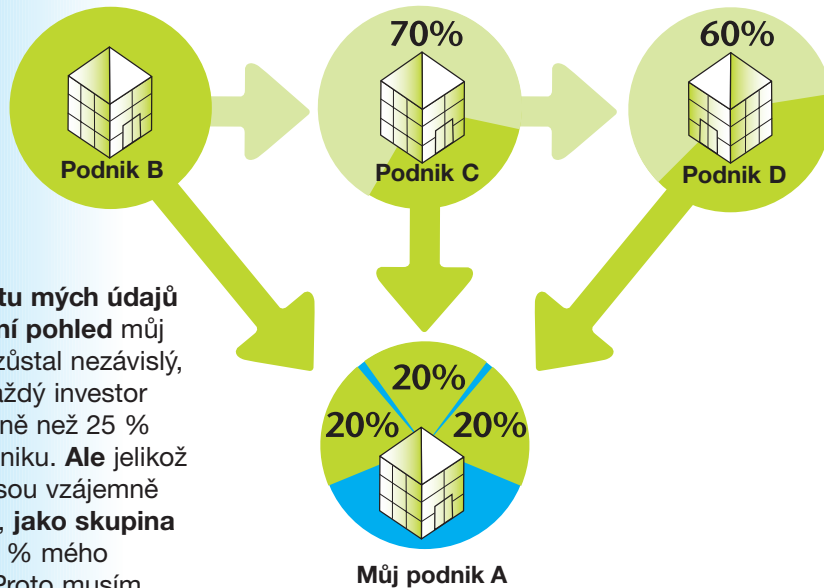 70%
60%
Podnik B
Podnik C
Podnik D
tu mých údajů
ní pohled můj
zůstal nezávislý,
aždý investor
ně než 25 %
niku. Ale jelikož
sou vzájemně
, jako skupina
% mého
20%
20%
20%
Můj podnik A